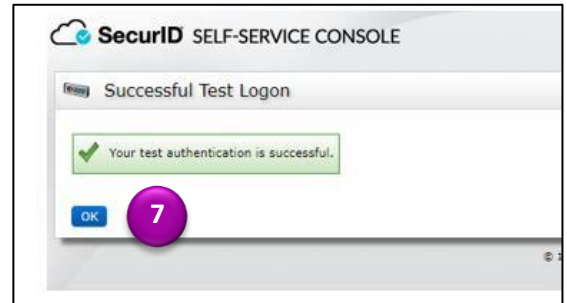 SecurID SELF-SERVICE CONSOLE
Successful Test Logon
Your test authentication is successful.
OK 7
©